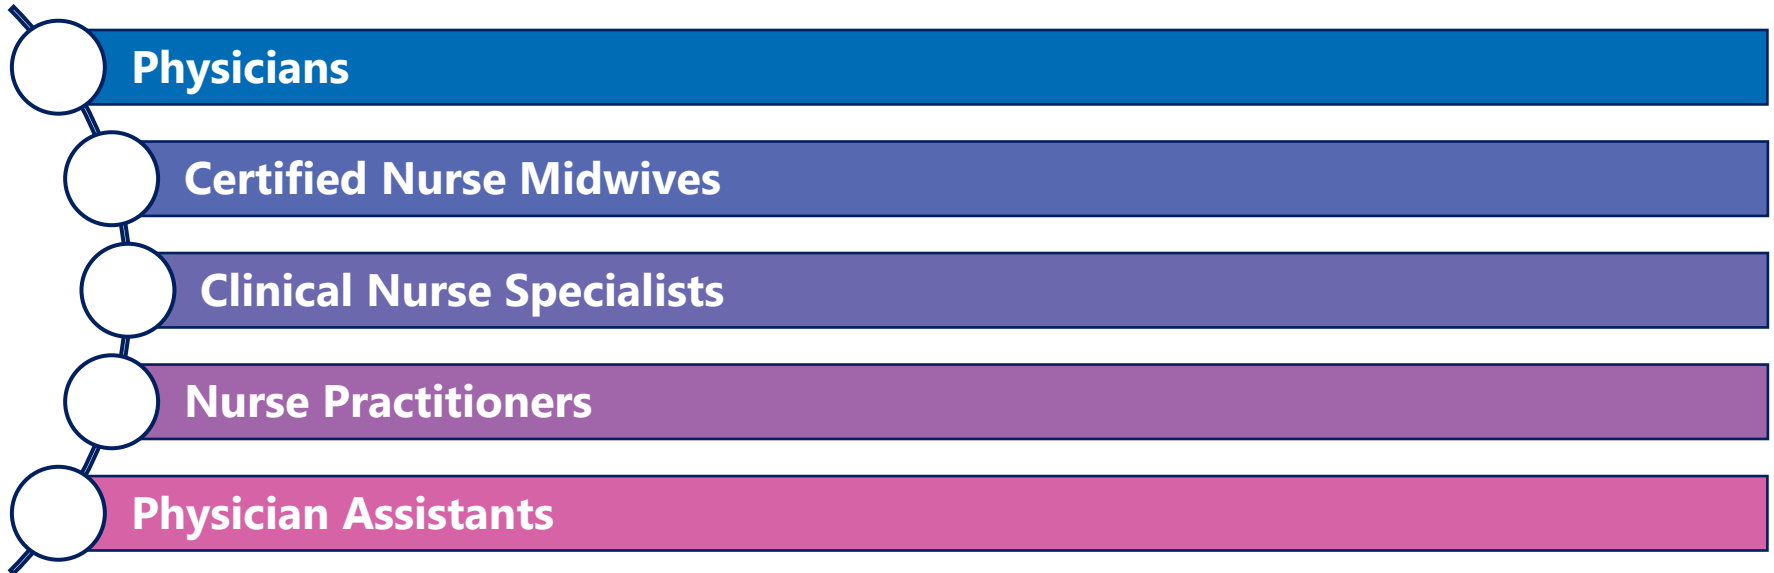 Physicians
Certified Nurse Midwives
Clinical Nurse Specialists
Nurse Practitioners
Physician Assistants